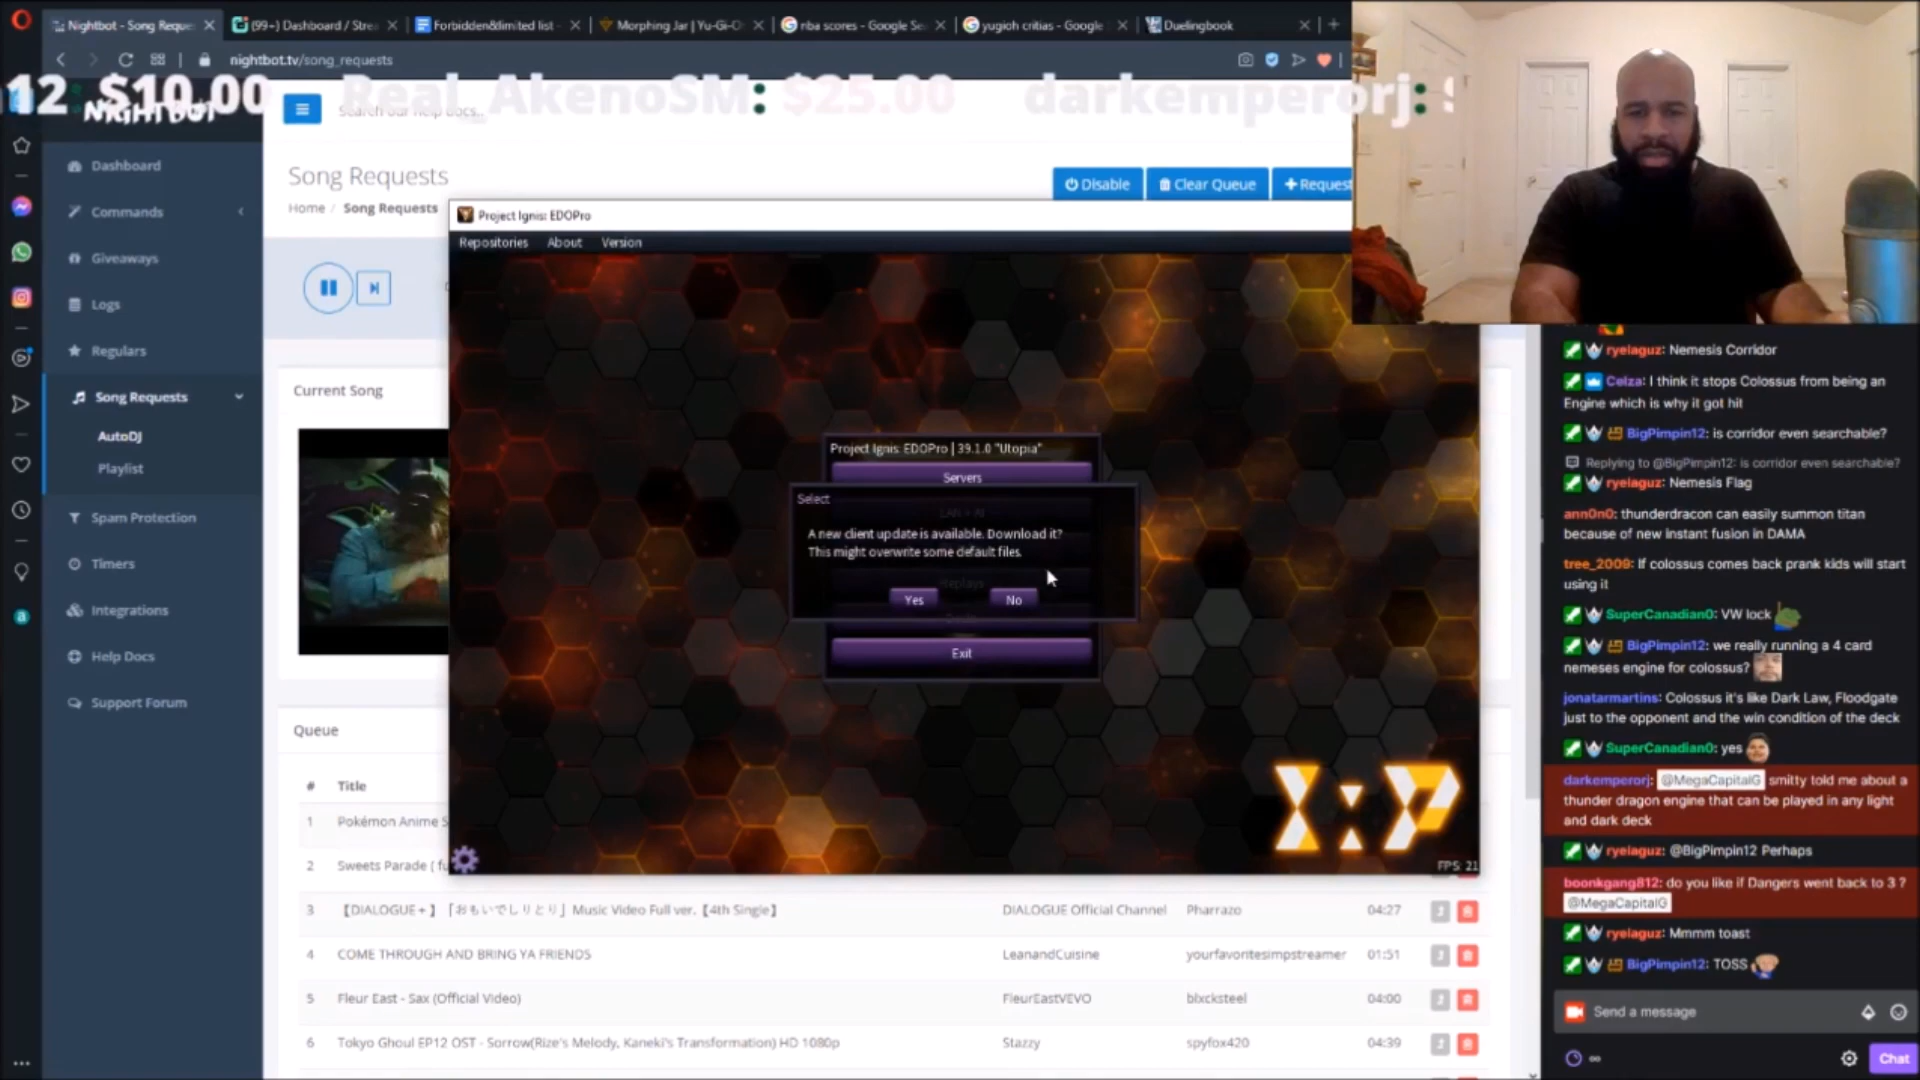 Nightbot - Song Reques
(99+) Dashboard / Strea
Forbidden&limited list -
Morphing Jar | Yu-Gi-O
nba scores - Google Se
yugioh critias - Google
Duelingbook
nightbot.tv/song_requests
12 $10.00 Real_AkenoSM: $25.00 darkemperorj:
NIGHTBOT
Search our help docs..
Dashboard
Commands
Giveaways
Logs
Regulars
Song Requests
AutoDJ
Playlist
Spam Protection
Timers
Integrations
Help Docs
Support Forum
Song Requests
Home / Song Requests
Disable
Clear Queue
+Request
Current Song
Queue
# Title
1 Pokémon Anime S
2 Sweets Parade ( fu
3 【DIALOGUE+】「おもいでしりとり」Music Video Full ver.【4th Single】 DIALOGUE Official Channel Pharrazo 04:27
4 COME THROUGH AND BRING YA FRIENDS LeanandCuisine yourfavoritesimpstreamer 01:51
5 Fleur East - Sax (Official Video) FleurEastVEVO blxcksteel 04:00
6 Tokyo Ghoul EP12 OST - Sorrow(Rize's Melody, Kaneki's Transformation) HD 1080p Stazzy spyfox420 04:39
Project Ignis: EDOPro
Repositories About Version
Project Ignis: EDOPro | 39.1.0 "Utopia"
Servers
LAN + AI
Select
A new client update is available. Download it?
This might overwrite some default files.
Replays
Yes No
Exit
X:P
FPS: 21
ryelaguz: Nemesis Corridor
Celza: I think it stops Colossus from being an
Engine which is why it got hit
BigPimpin12: is corridor even searchable?
Replying to @BigPimpin12: is corridor even searchable?
ryelaguz: Nemesis Flag
ann0n0: thunderdracon can easily summon titan
because of new Instant fusion in DAMA
tree_2009: If colossus comes back prank kids will start
using it
SuperCanadian0: VW lock
BigPimpin12: we really running a 4 card
nemeses engine for colossus?
jonatarmartins: Colossus it's like Dark Law, Floodgate
just to the opponent and the win condition of the deck
SuperCanadian0: yes
darkemperorj: @MegaCapitalG smitty told me about a
thunder dragon engine that can be played in any light
and dark deck
ryelaguz: @BigPimpin12 Perhaps
boonkgang812: do you like if Dangers went back to 3 ?
@MegaCapitalG
ryelaguz: Mmmm toast
BigPimpin12: TOSS
Send a message
Chat